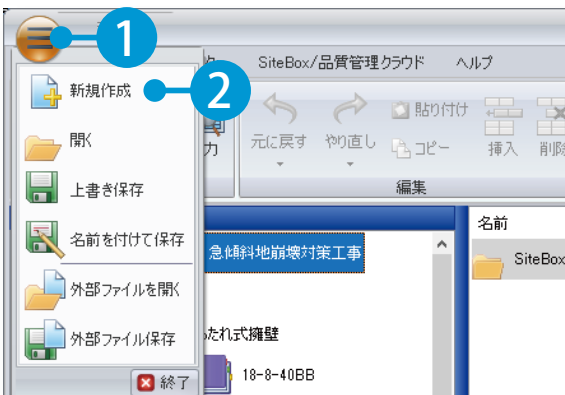 1
SiteBox/品質管理クラウド ヘルプ
新規作成 2
貼り付け
開く
力 元に戻す やり直し コピー 挿入 削除
上書き保存
編集
名前を付けて保存
名前
急傾斜地崩壊対策工事
SiteBox
外部ファイルを開く
外部ファイル保存
たれ式擁壁
18-8-40BB
終了